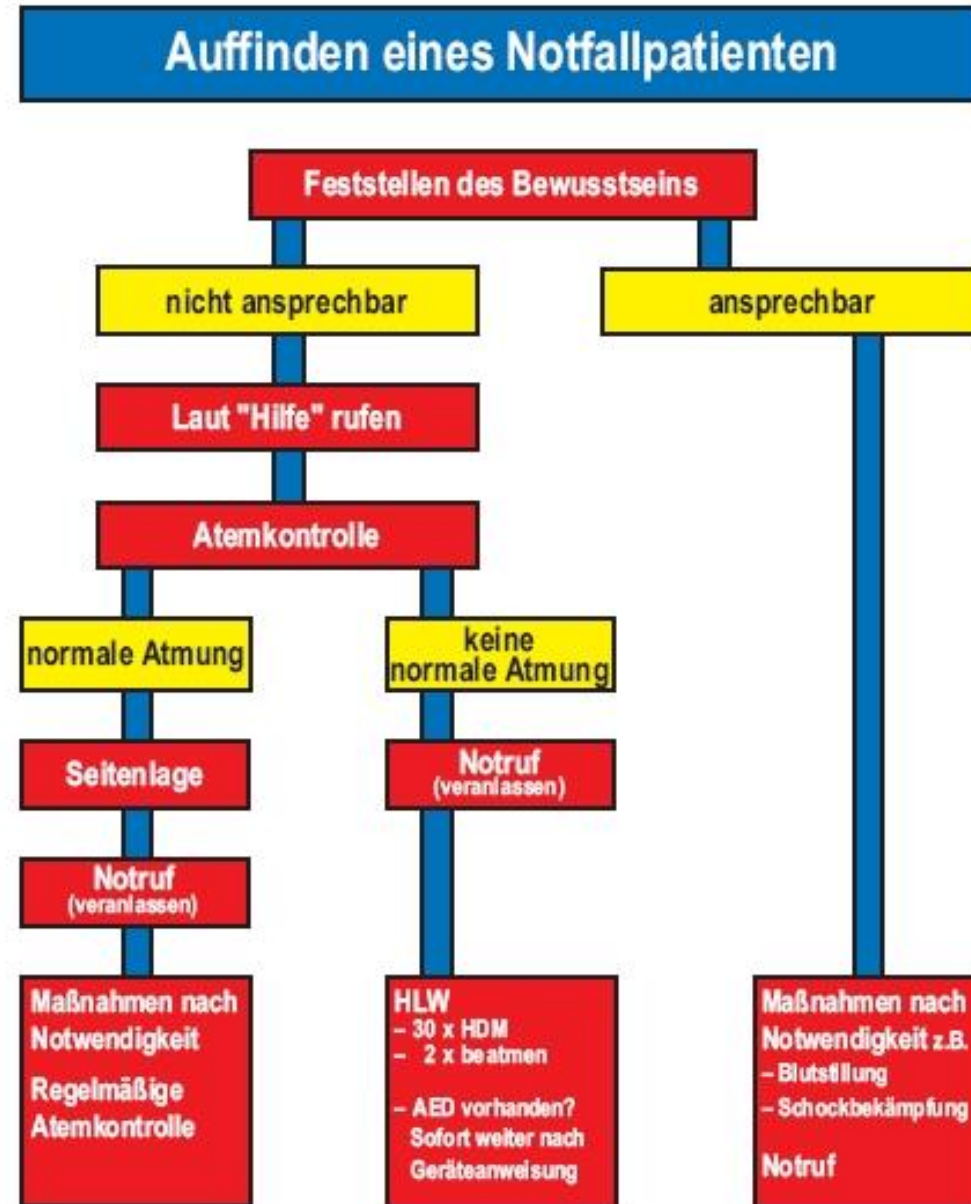 Auffinden eines Notfallpatienten
Feststellen des Bewusstseins
nicht ansprechbar
ansprechbar
Laut "Hilfe" rufen
Atemkontrolle
normale Atmung
keine
normale Atmung
Seitenlage
Notruf
(veranlassen)
Notruf
(veranlassen)
Maßnahmen nach
Notwendigkeit
Regelmäßige
Atemkontrolle
HLW
– 30 x HDM
– 2 x beatmen
– AED vorhanden?
Sofort weiter nach
Geräteanweisung
Maßnahmen nach
Notwendigkeit z.B.
– Blutstillung
– Schockbekämpfung
Notruf